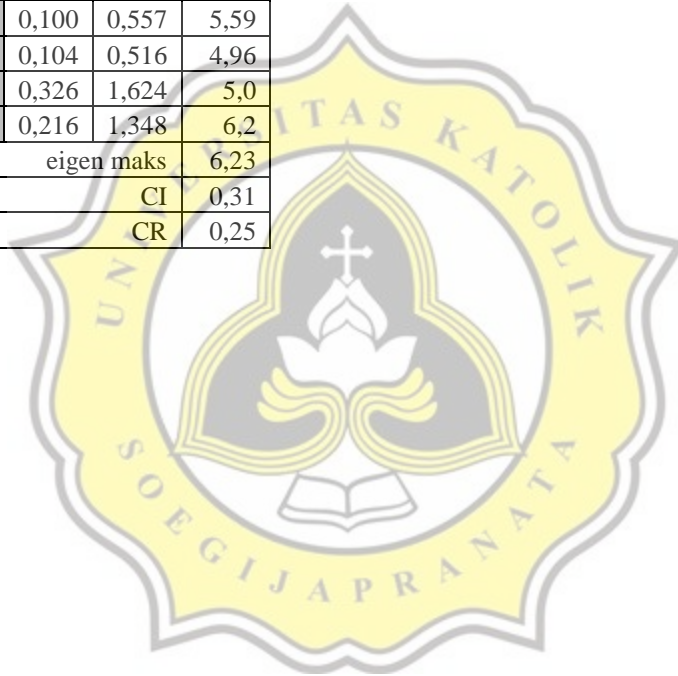 0,100 0,557 5,59
0,104 0,516 4,96
0,326 1,624 5,0
0,216 1,348 6,2
eigen maks 6,23
CI 0,31
CR 0,25
UNIVERSITAS KATOLIK
SOEGIJAPRANATA